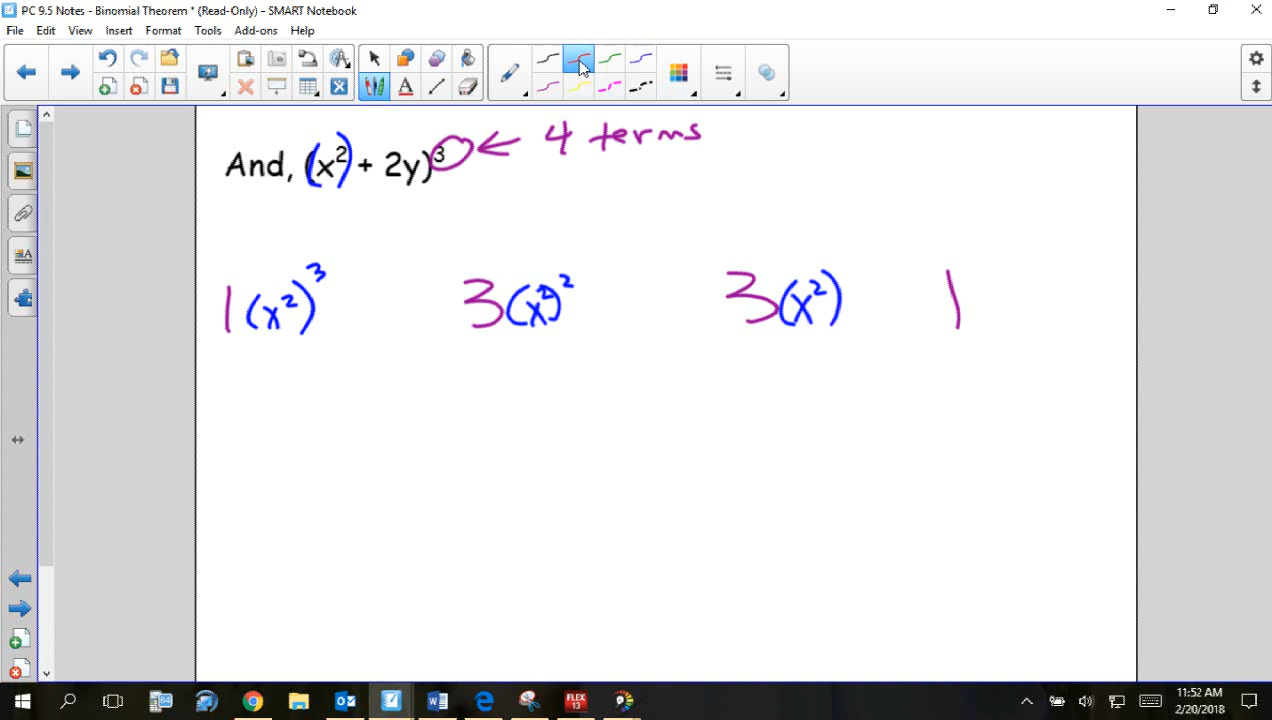 PC 9.5 Notes - Binomial Theorem * (Read-Only) - SMART Notebook
File Edit View Insert Format Tools Add-ons Help
And, (x²) + 2y)³ ← 4 terms
1(x²)³ 3(x²)² 3(x²) 1
FLEX 13
11:52 AM
2/20/2018